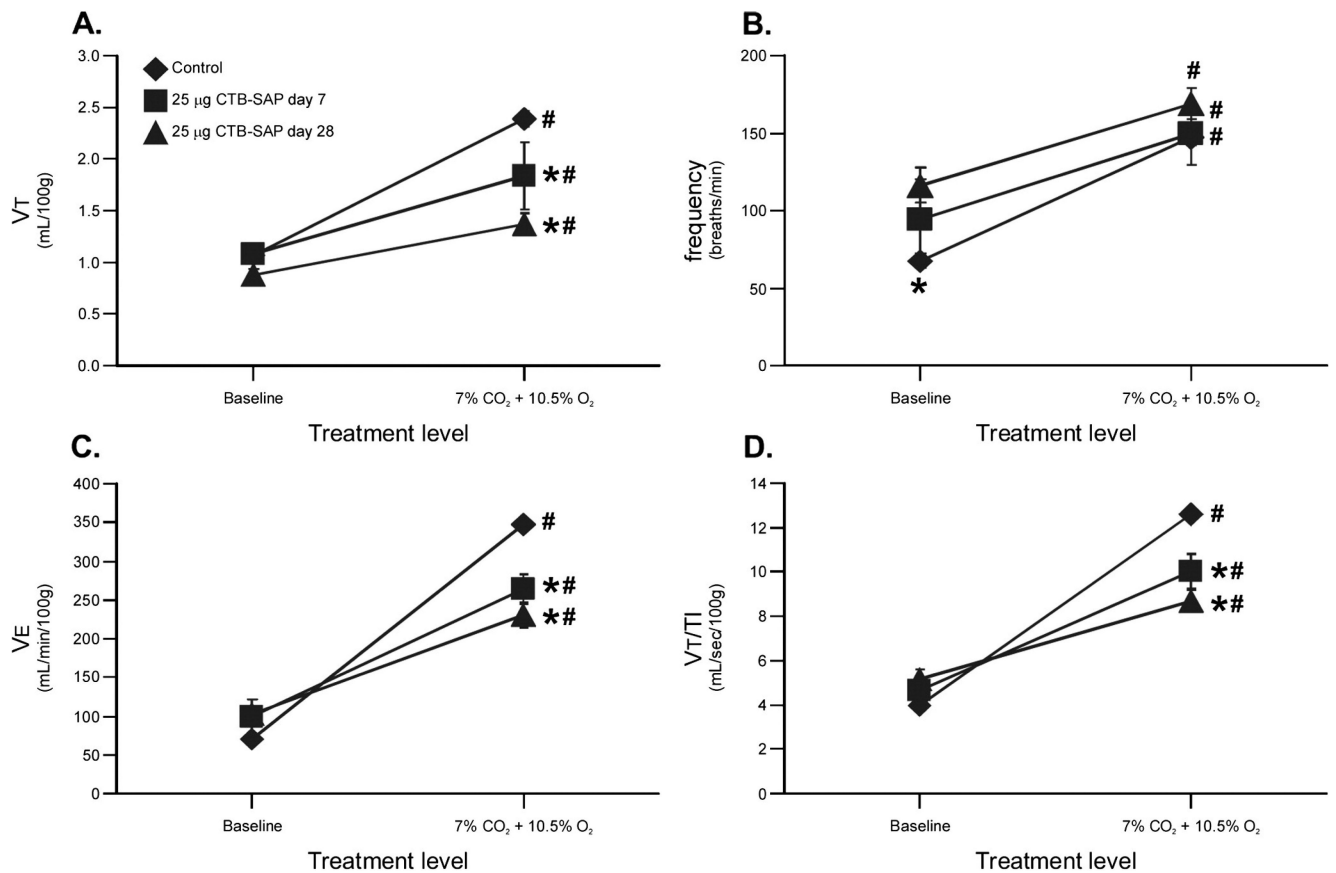 A.
3.0
2.5
2.0
1.5
1.0
0.5
0.0
VT
(mL/100g)
Control
25 μg CTB-SAP day 7
25 μg CTB-SAP day 28
#
*#
*#
Baseline
7% CO₂ + 10.5% O₂
Treatment level
B.
200
150
100
50
0
frequency
(breaths/min)
#
#
#
*
Baseline
7% CO₂ + 10.5% O₂
Treatment level
C.
400
350
300
250
200
150
100
50
0
VE
(mL/min/100g)
#
*#
*#
Baseline
7% CO₂ + 10.5% O₂
Treatment level
D.
14
12
10
8
6
4
2
0
VT/TI
(mL/sec/100g)
#
*#
*#
Baseline
7% CO₂ + 10.5% O₂
Treatment level